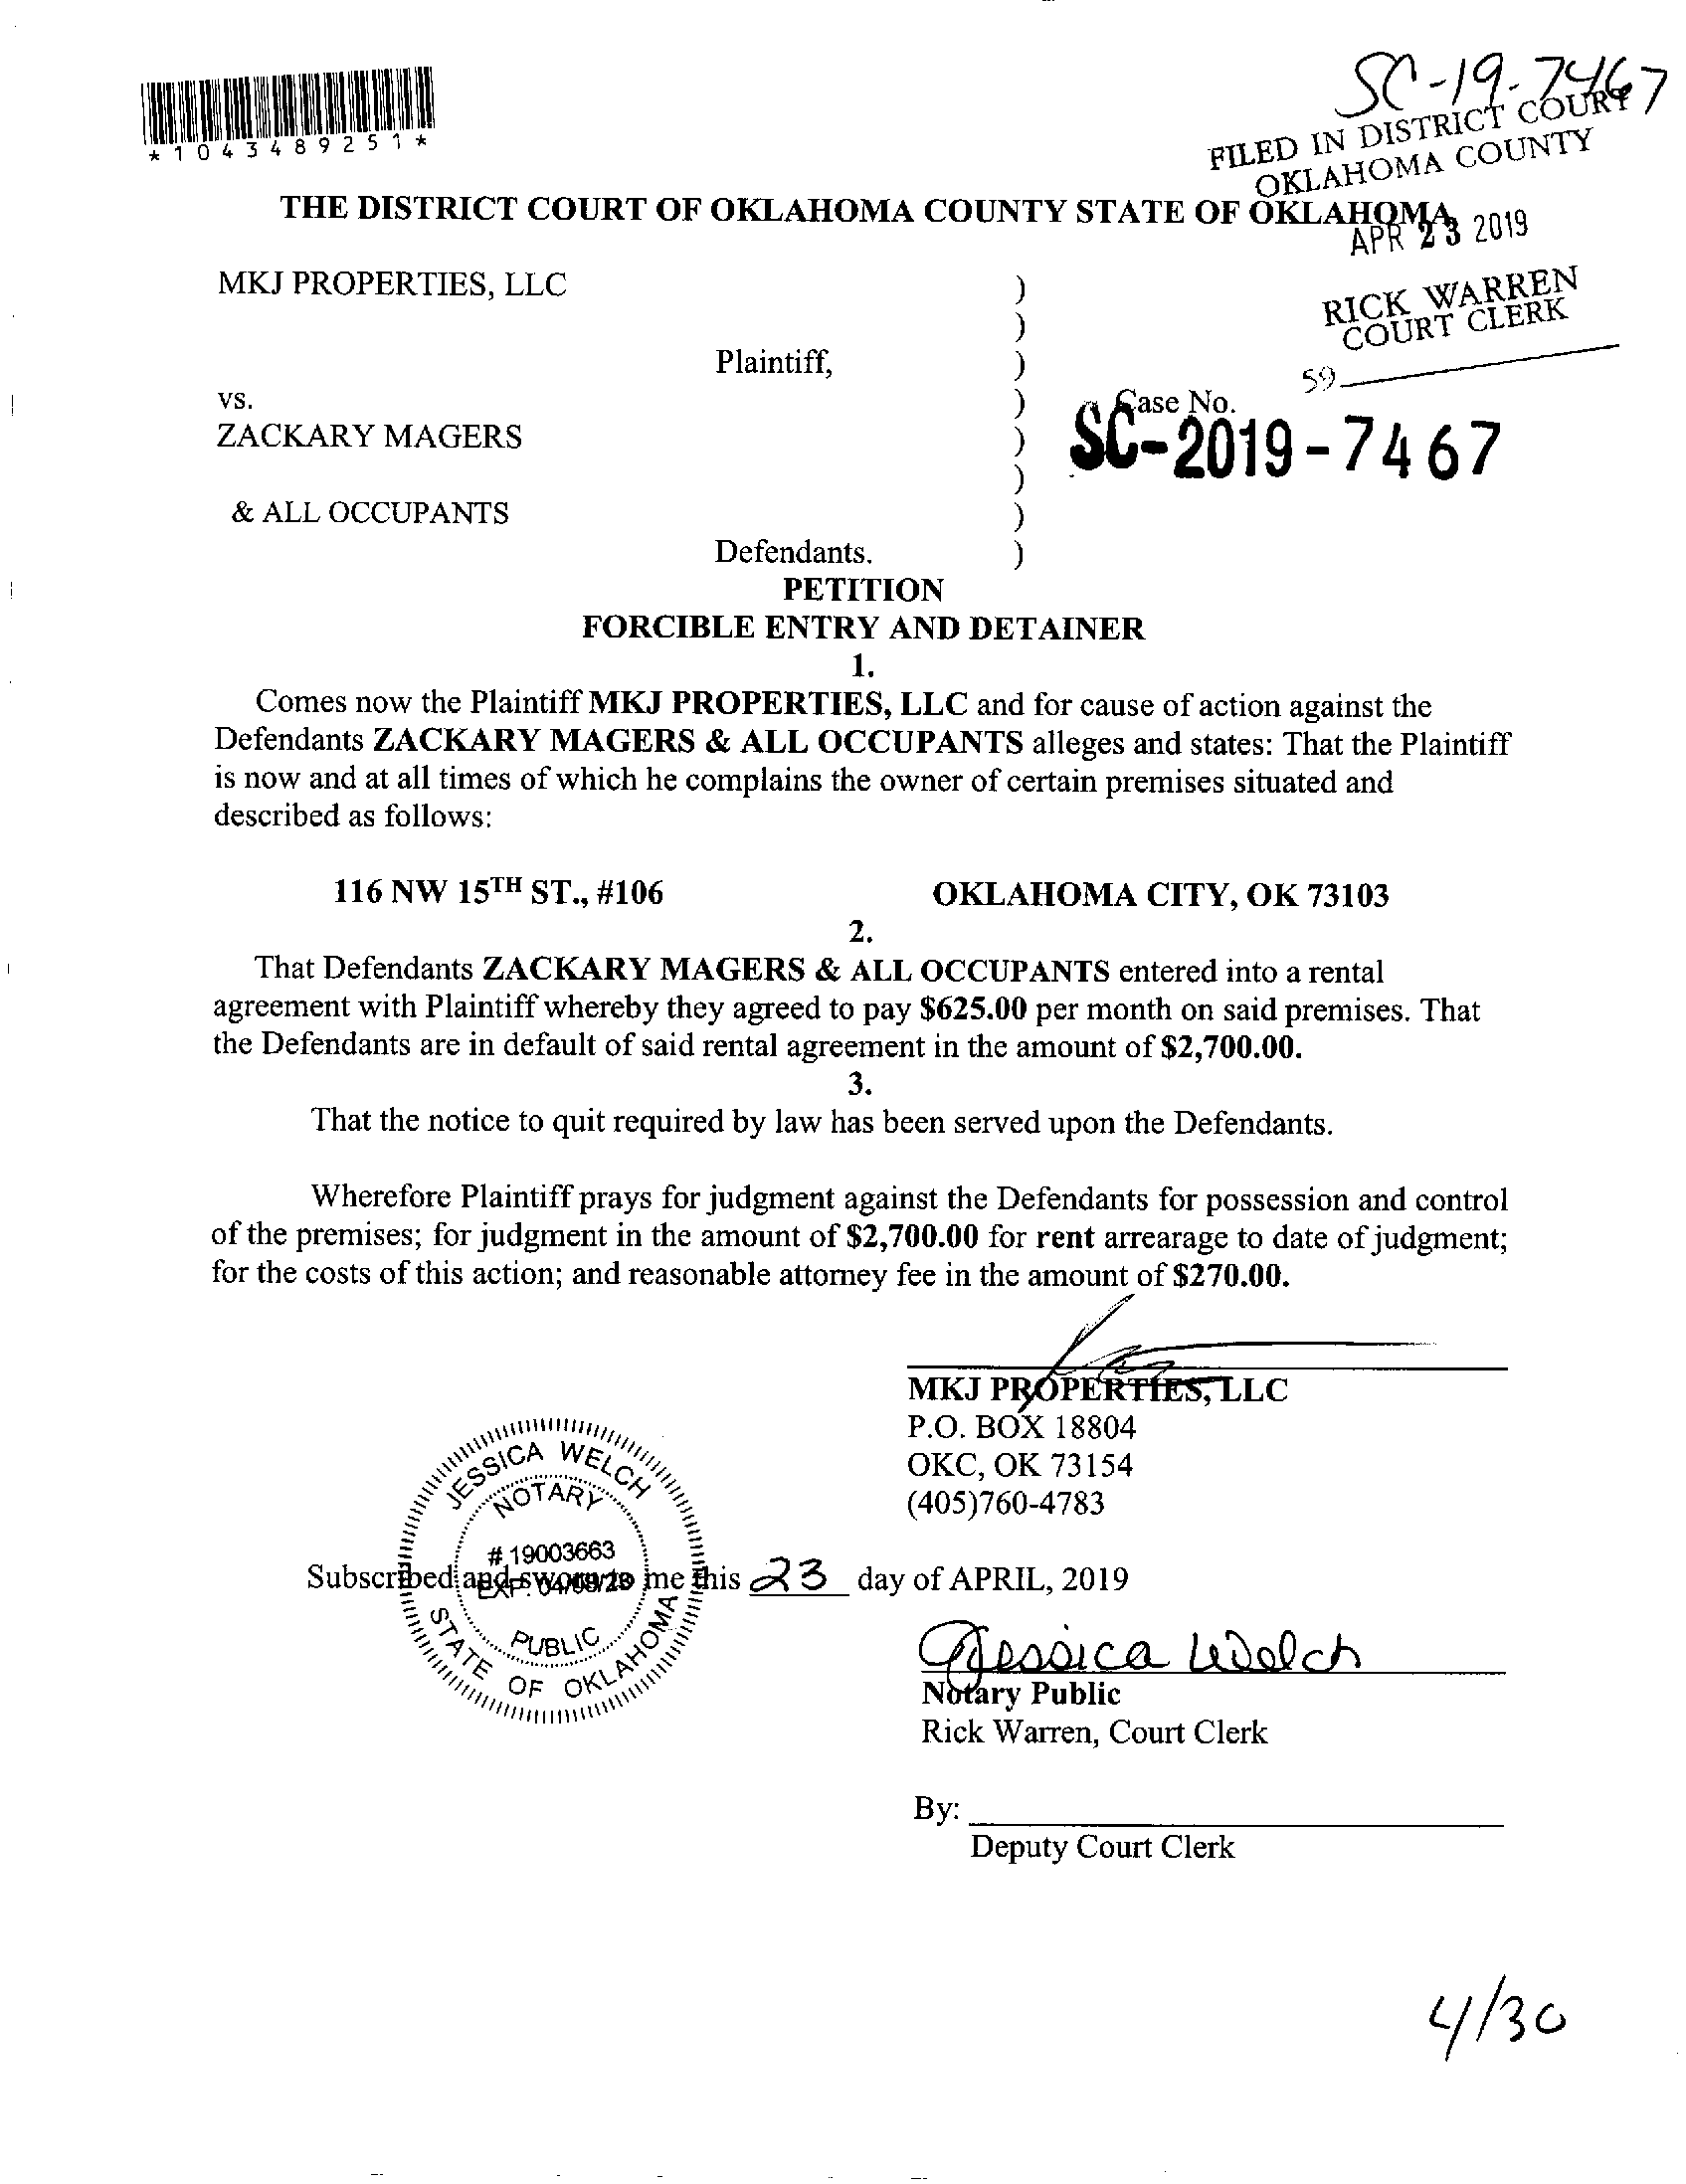 SC-19-7467
*1043489251*
FILED IN DISTRICT COURT
OKLAHOMA COUNTY
THE DISTRICT COURT OF OKLAHOMA COUNTY STATE OF OKLAHOMA
APR 23 2019
MKJ PROPERTIES, LLC )
RICK WARREN
COURT CLERK
)
Plaintiff, )
59
vs. ) Case No.
ZACKARY MAGERS ) SC-2019-7467
)
& ALL OCCUPANTS )
Defendants. )
PETITION
FORCIBLE ENTRY AND DETAINER
1.
Comes now the Plaintiff MKJ PROPERTIES, LLC and for cause of action against the
Defendants ZACKARY MAGERS & ALL OCCUPANTS alleges and states: That the Plaintiff
is now and at all times of which he complains the owner of certain premises situated and
described as follows:
116 NW 15TH ST., #106 OKLAHOMA CITY, OK 73103
2.
That Defendants ZACKARY MAGERS & ALL OCCUPANTS entered into a rental
agreement with Plaintiff whereby they agreed to pay $625.00 per month on said premises. That
the Defendants are in default of said rental agreement in the amount of $2,700.00.
3.
That the notice to quit required by law has been served upon the Defendants.
Wherefore Plaintiff prays for judgment against the Defendants for possession and control
of the premises; for judgment in the amount of $2,700.00 for rent arrearage to date of judgment;
for the costs of this action; and reasonable attorney fee in the amount of $270.00.
MKJ PROPERTIES, LLC
P.O. BOX 18804
OKC, OK 73154
(405)760-4783
JESSICA WELCH
NOTARY
# 19003663
EXP. 04/
PUBLIC
STATE OF OKLAHOMA
Subscribed and sworn to me this 23 day of APRIL, 2019
Jessica Welch
Notary Public
Rick Warren, Court Clerk
By:
Deputy Court Clerk
4/30